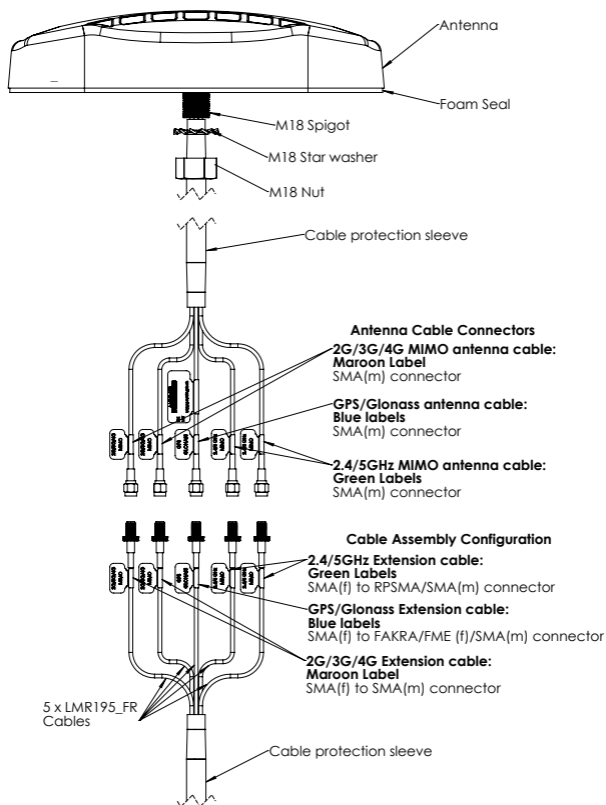 Antenna
Foam Seal
M18 Spigot
M18 Star washer
M18 Nut
Cable protection sleeve
Antenna Cable Connectors
2G/3G/4G MIMO antenna cable:
Maroon Label
SMA(m) connector
GPS/Glonass antenna cable:
Blue labels
SMA(m) connector
2.4/5GHz MIMO antenna cable:
Green Labels
SMA(m) connector
Cable Assembly Configuration
2.4/5GHz Extension cable:
Green Labels
SMA(f) to RPSMA/SMA(m) connector
GPS/Glonass Extension cable:
Blue labels
SMA(f) to FAKRA/FME (f)/SMA(m) connector
2G/3G/4G Extension cable:
Maroon Label
SMA(f) to SMA(m) connector
5 x LMR195_FR
Cables
Cable protection sleeve